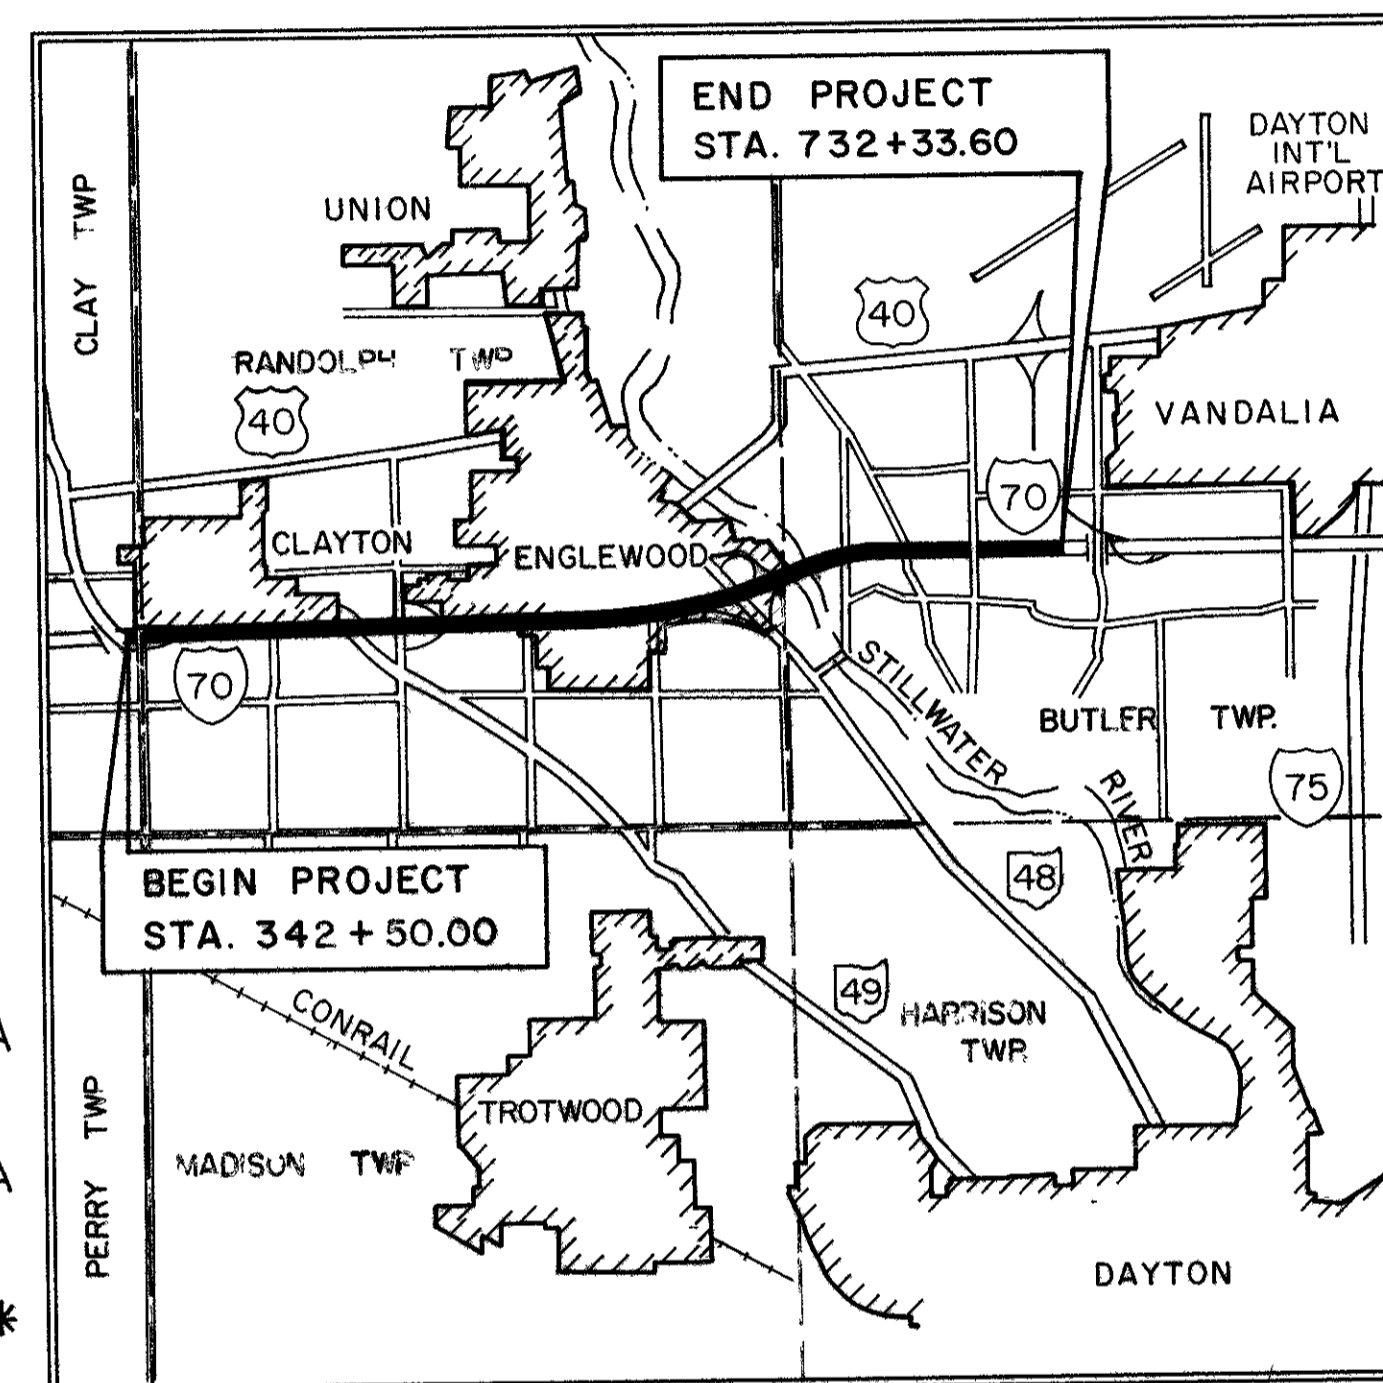 END PROJECT
STA. 732+33.60
DAYTON
INT'L
AIRPORT
CLAY TWP
UNION
40
RANDOLPH TWP
40
VANDALIA
70
CLAYTON
ENGLEWOOD
70
STILLWATER
RIVER
BUTLER TWP.
75
BEGIN PROJECT
STA. 342+50.00
48
49
HARRISON
TWP.
CONRAIL
TROTWOOD
PERRY TWP
MADISON TWP
DAYTON
A
A
*